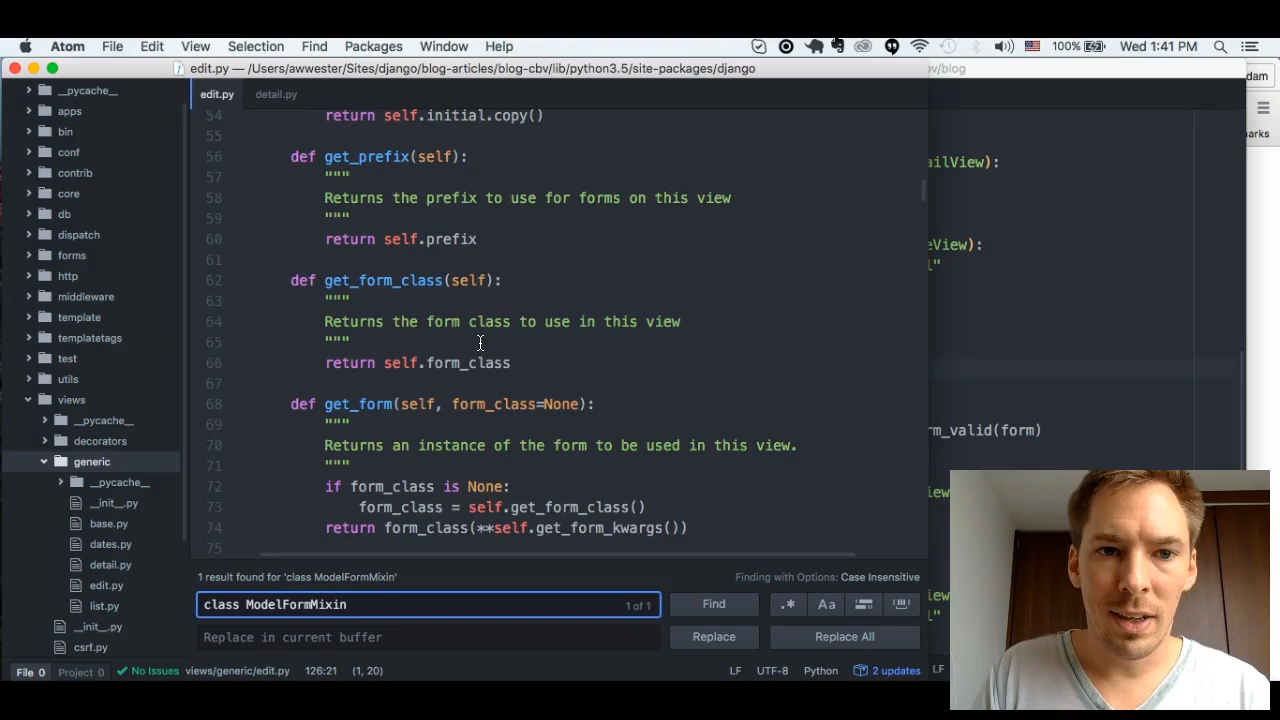 Atom File Edit View Selection Find Packages Window Help 100% Wed 1:41 PM
edit.py — /Users/awwester/Sites/django/blog-articles/blog-cbv/lib/python3.5/site-packages/django
v/blog
dam
arks
__pycache__
apps
bin
conf
contrib
core
db
dispatch
forms
http
middleware
template
templatetags
test
utils
views
__pycache__
decorators
generic
__pycache__
__init__.py
base.py
dates.py
detail.py
edit.py
list.py
__init__.py
csrf.py
edit.py detail.py
54 return self.initial.copy()
55
56 def get_prefix(self):
57 """
58 Returns the prefix to use for forms on this view
59 """
60 return self.prefix
61
62 def get_form_class(self):
63 """
64 Returns the form class to use in this view
65 """
66 return self.form_class
67
68 def get_form(self, form_class=None):
69 """
70 Returns an instance of the form to be used in this view.
71 """
72 if form_class is None:
73 form_class = self.get_form_class()
74 return form_class(**self.get_form_kwargs())
75
ailView):
eView):
l"
rm_valid(form)
iew
iew
l"
1 result found for 'class ModelFormMixin' Finding with Options: Case Insensitive
class ModelFormMixin 1 of 1 Find .* Aa
Replace in current buffer Replace Replace All
File 0 Project 0 No Issues views/generic/edit.py 126:21 (1, 20) LF UTF-8 Python 2 updates LF